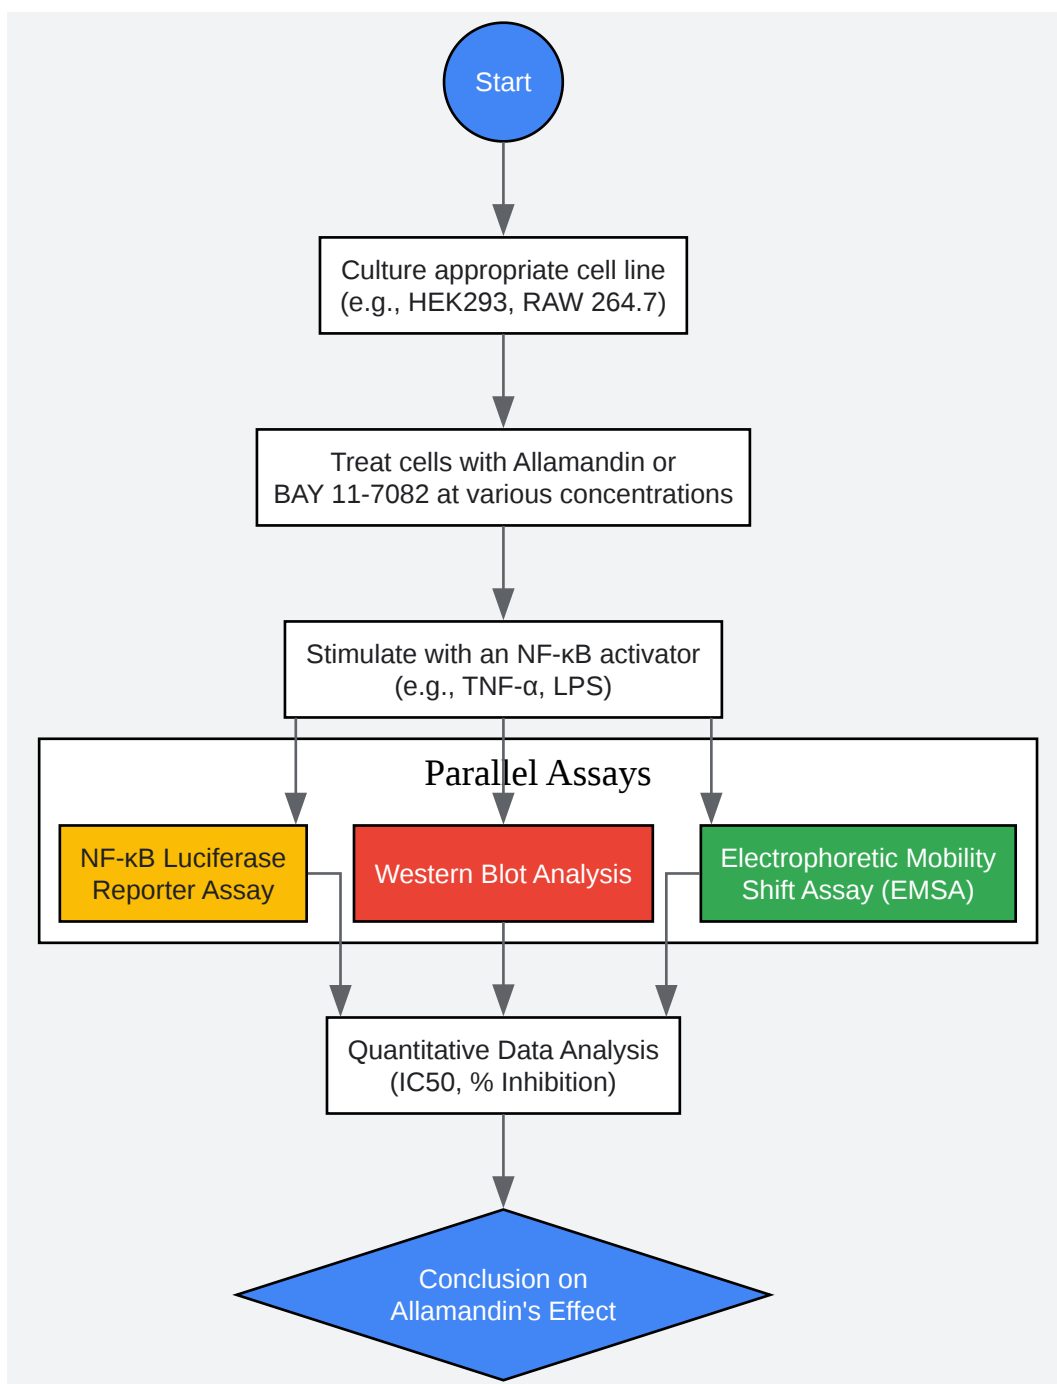 Start
Culture appropriate cell line
(e.g., HEK293, RAW 264.7)
Treat cells with Allamandin or
BAY 11-7082 at various concentrations
Stimulate with an NF-κB activator
(e.g., TNF-α, LPS)
Parallel Assays
NF-κB Luciferase
Reporter Assay
Western Blot Analysis
Electrophoretic Mobility
Shift Assay (EMSA)
Quantitative Data Analysis
(IC50, % Inhibition)
Conclusion on
Allamandin's Effect